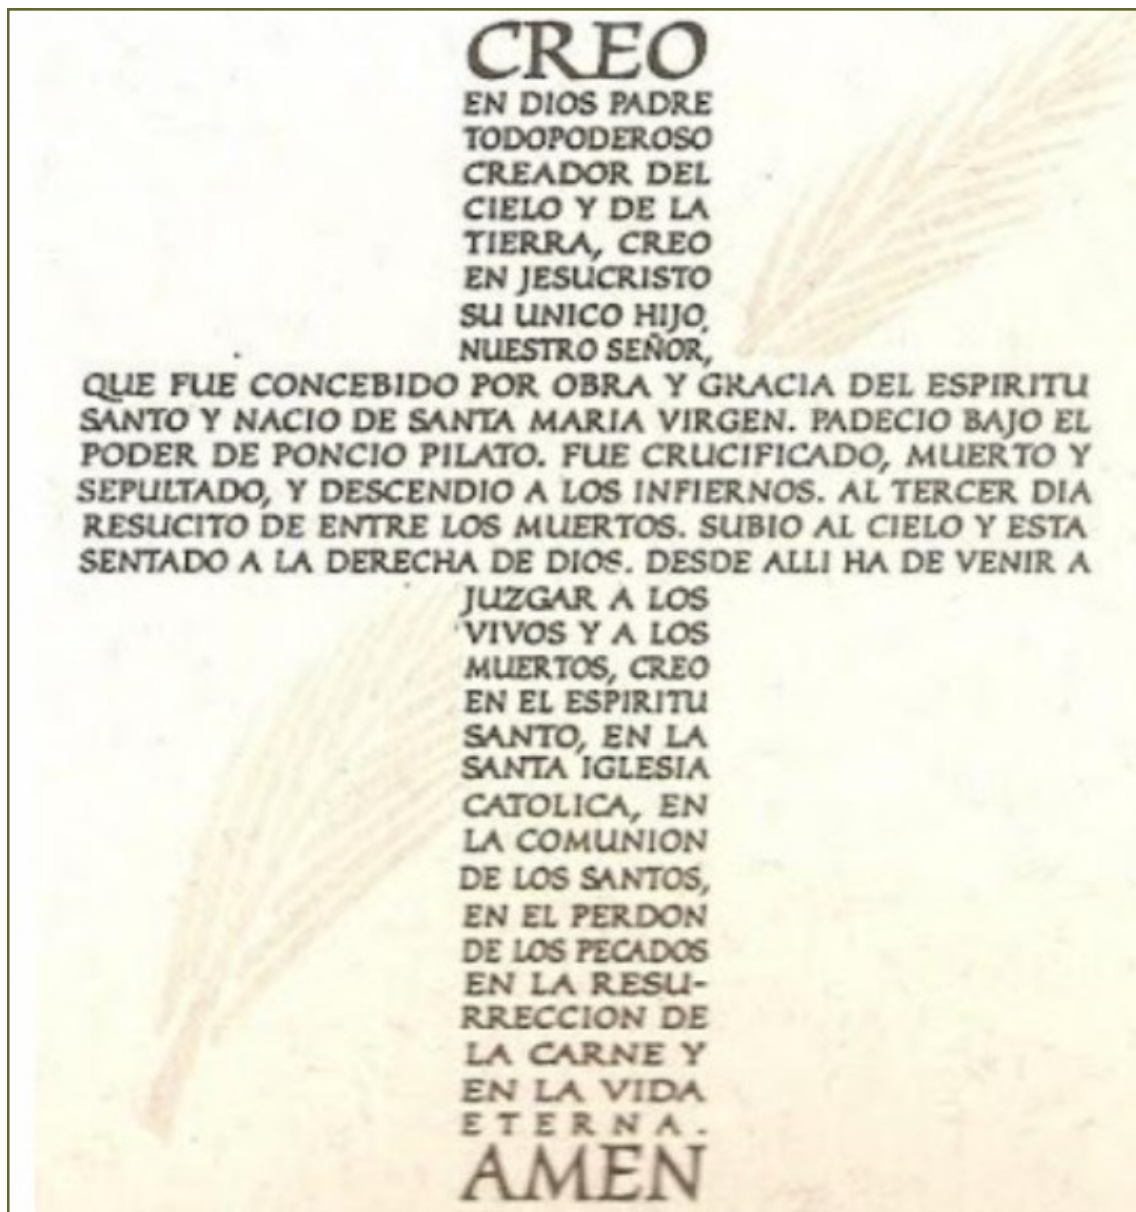 CREO
EN DIOS PADRE
TODOPODEROSO
CREADOR DEL
CIELO Y DE LA
TIERRA, CREO
EN JESUCRISTO
SU UNICO HIJO,
NUESTRO SEÑOR,
QUE FUE CONCEBIDO POR OBRA Y GRACIA DEL ESPIRITU
SANTO Y NACIO DE SANTA MARIA VIRGEN. PADECIO BAJO EL
PODER DE PONCIO PILATO. FUE CRUCIFICADO, MUERTO Y
SEPULTADO, Y DESCENDIO A LOS INFIERNOS. AL TERCER DIA
RESUCITO DE ENTRE LOS MUERTOS. SUBIO AL CIELO Y ESTA
SENTADO A LA DERECHA DE DIOS. DESDE ALLI HA DE VENIR A
JUZGAR A LOS
VIVOS Y A LOS
MUERTOS, CREO
EN EL ESPIRITU
SANTO, EN LA
SANTA IGLESIA
CATOLICA, EN
LA COMUNION
DE LOS SANTOS,
EN EL PERDON
DE LOS PECADOS
EN LA RESU-
RRECCION DE
LA CARNE Y
EN LA VIDA
ETERNA.
AMEN